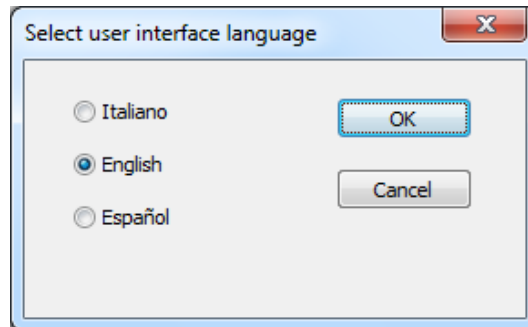 Select user interface language
Italiano
OK
English
Cancel
Español